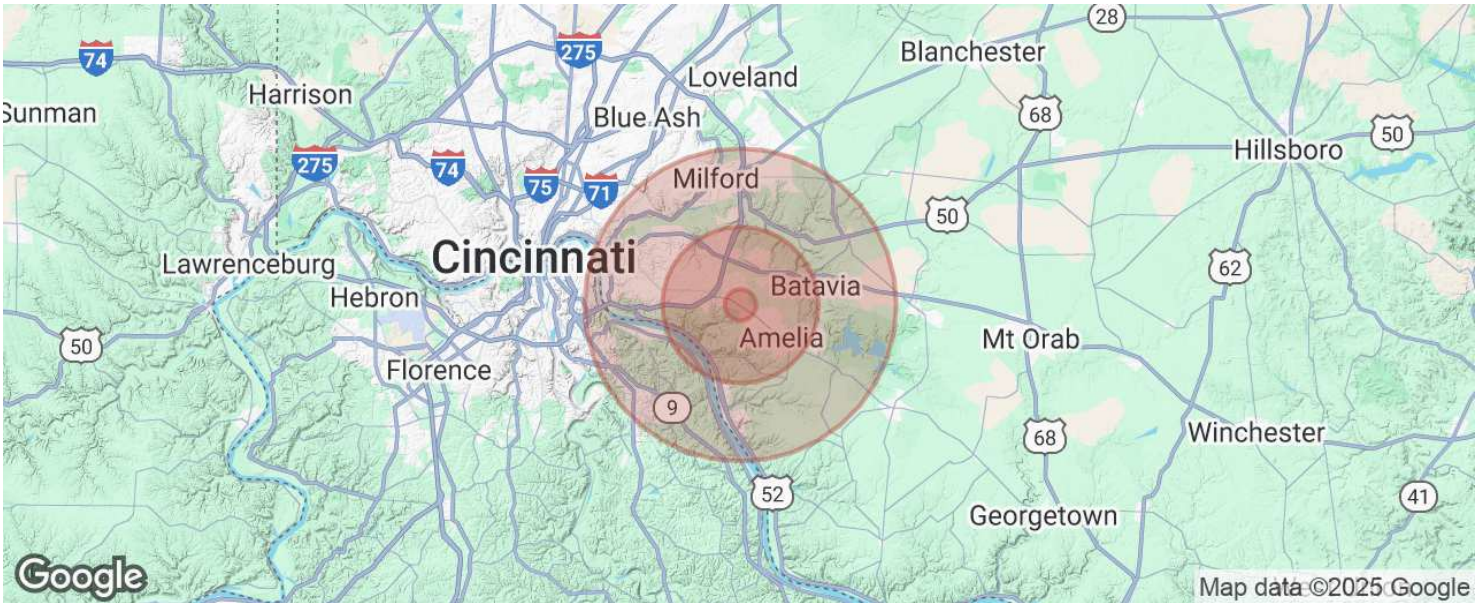 28
74
275
Blanchester
Loveland
Harrison
68
Sunman
Blue Ash
50
Hillsboro
275
74
75
71
Milford
50
Cincinnati
Lawrenceburg
62
Batavia
Hebron
50
Amelia
Mt Orab
Florence
9
68
Winchester
52
41
Georgetown
Google
Map data ©2025 Google